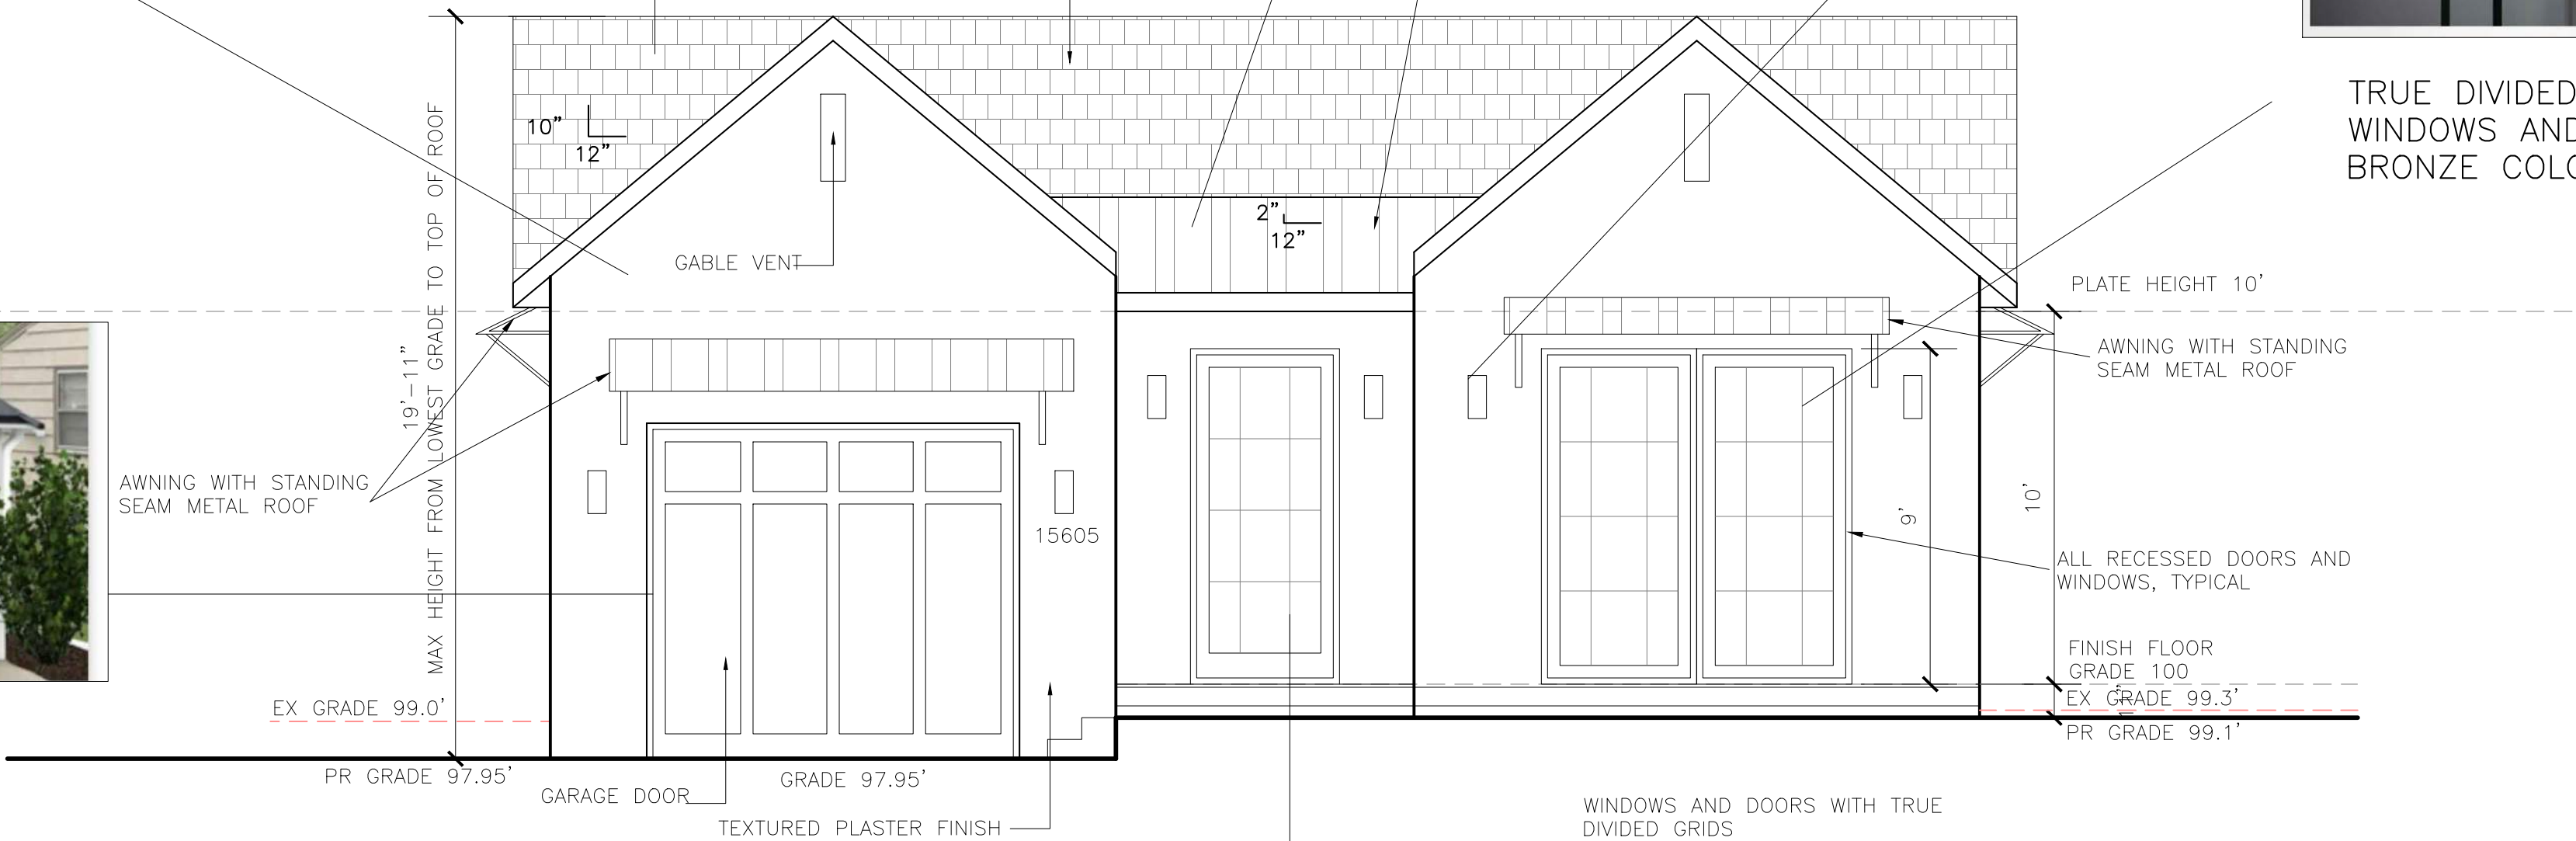 TRUE DIVIDED
WINDOWS AND
BRONZE COLO
10"
12"
MAX HEIGHT FROM LOWEST GRADE TO TOP OF ROOF
19'-11"
GABLE VENT
2"
12"
PLATE HEIGHT 10'
AWNING WITH STANDING
SEAM METAL ROOF
AWNING WITH STANDING
SEAM METAL ROOF
15605
9'
10'
ALL RECESSED DOORS AND
WINDOWS, TYPICAL
FINISH FLOOR
GRADE 100
EX GRADE 99.3'
PR GRADE 99.1'
EX GRADE 99.0'
PR GRADE 97.95'
GRADE 97.95'
GARAGE DOOR
TEXTURED PLASTER FINISH
WINDOWS AND DOORS WITH TRUE
DIVIDED GRIDS